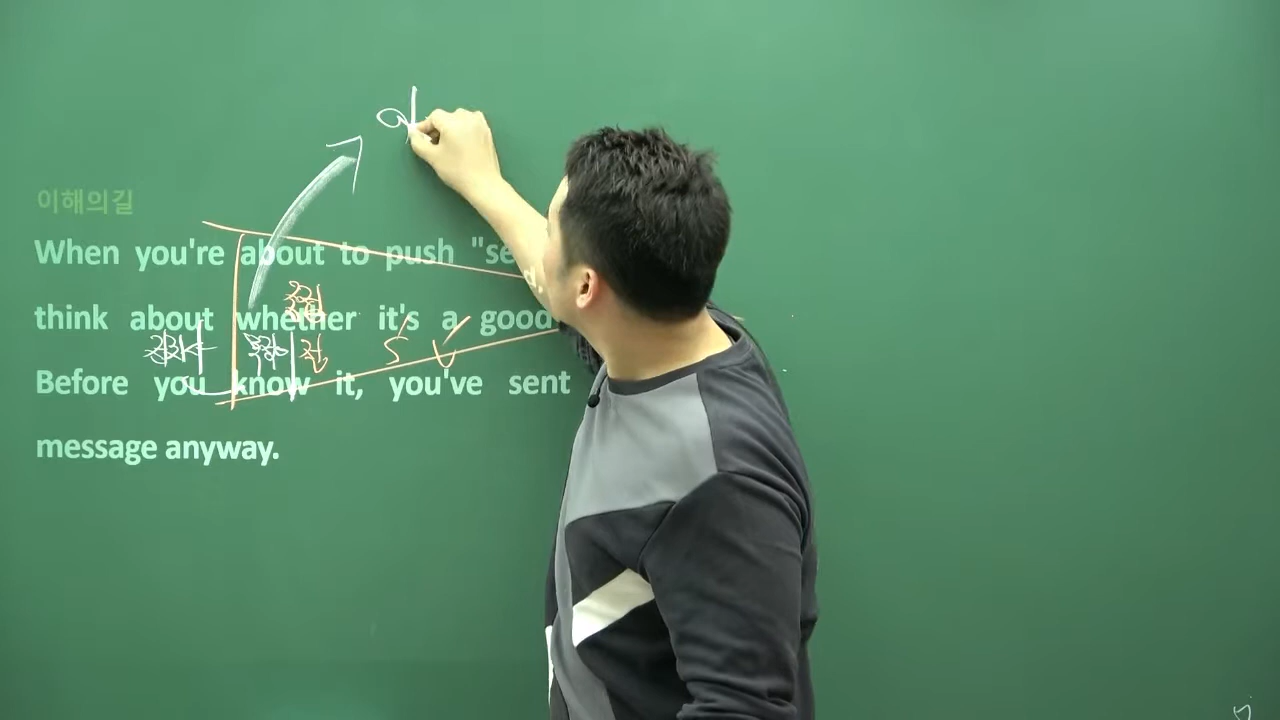 이해의길
When you're about to push "se
think about whether it's a good
S V
Before you know it, you've sent
message anyway.